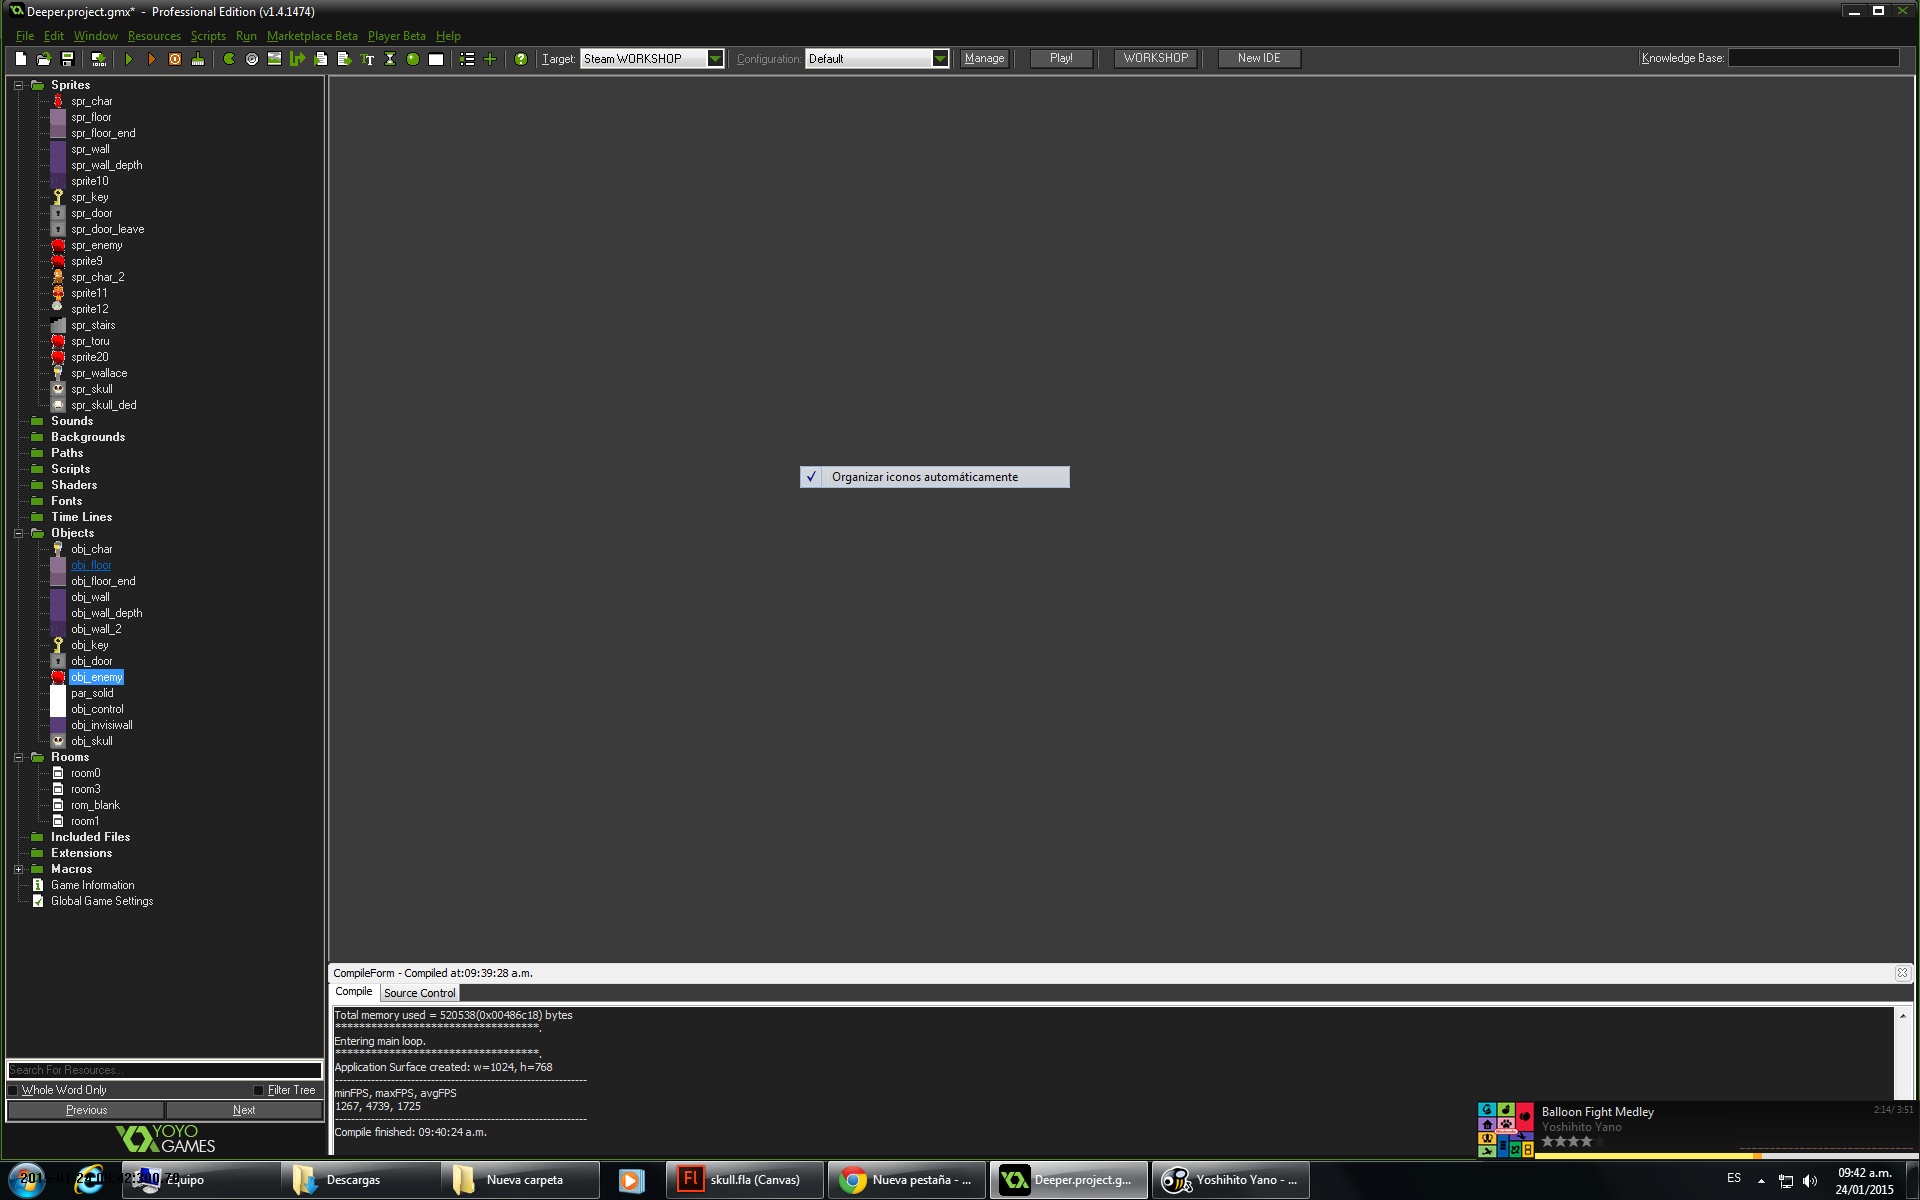 Deeper.project.gmx* - Professional Edition (v1.4.1474)
File Edit Window Resources Scripts Run Marketplace Beta Player Beta Help
Target: Steam WORKSHOP Configuration: Default Manage Play! WORKSHOP New IDE Knowledge Base:
Sprites
spr_char
spr_floor
spr_floor_end
spr_wall
spr_wall_depth
sprite10
spr_key
spr_door
spr_door_leave
spr_enemy
sprite9
spr_char_2
sprite11
sprite12
spr_stairs
spr_toru
sprite20
spr_wallace
spr_skull
spr_skull_ded
Sounds
Backgrounds
Paths
Scripts
Shaders
Fonts
Time Lines
Objects
obj_char
obj_floor
obj_floor_end
obj_wall
obj_wall_depth
obj_wall_2
obj_key
obj_door
obj_enemy
par_solid
obj_control
obj_invisiwall
obj_skull
Rooms
room0
room3
rom_blank
room1
Included Files
Extensions
Macros
Game Information
Global Game Settings
Search For Resources...
Whole Word Only Filter Tree
Previous Next
YOYO GAMES
Organizar iconos automáticamente
CompileForm - Compiled at:09:39:28 a.m.
Compile Source Control
Total memory used = 520538(0x00486c18) bytes
***********************************.
Entering main loop.
***********************************.
Application Surface created: w=1024, h=768
minFPS, maxFPS, avgFPS
1267, 4739, 1725
Compile finished: 09:40:24 a.m.
Balloon Fight Medley 2:14/ 3:51
Yoshihito Yano
Equipo Descargas Nueva carpeta Fl skull.fla (Canvas) Nueva pestaña - ... Deeper.project.g... Yoshihito Yano - ... ES 09:42 a.m.
24/01/2015